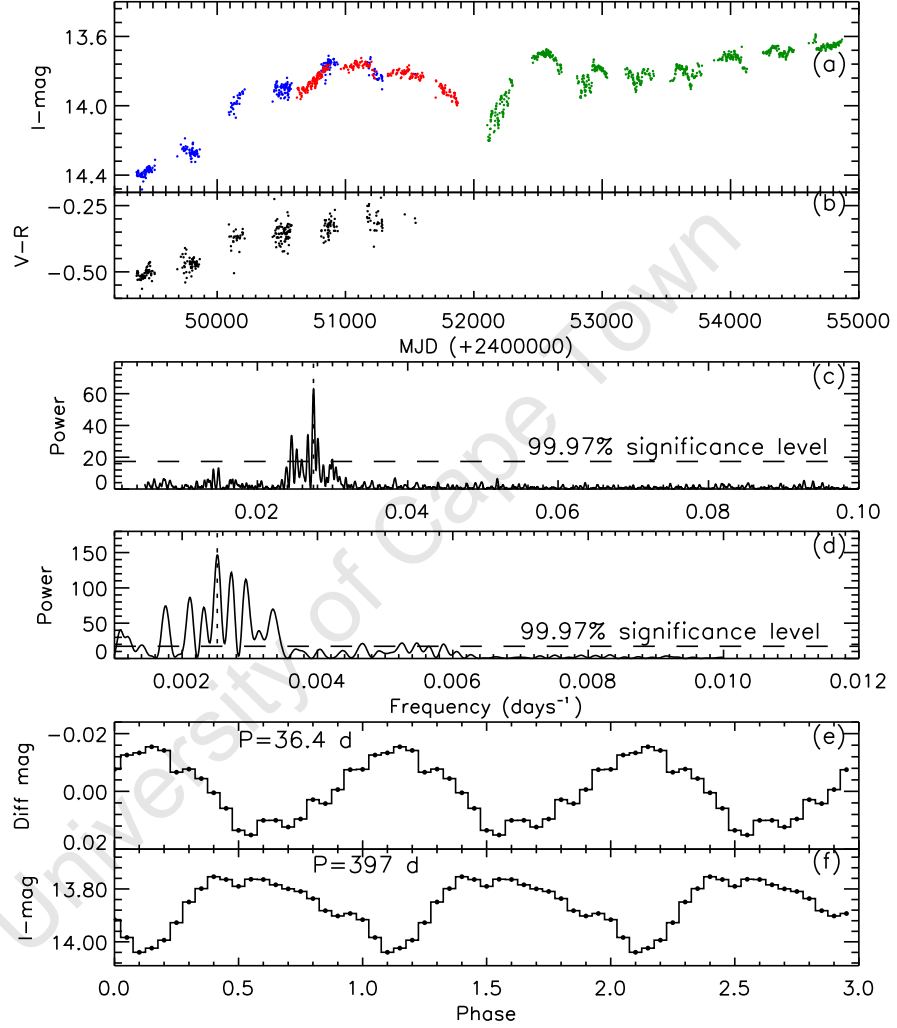 13.6
14.0
14.4
I-mag
(a)
-0.25
-0.50
V-R
(b)
50000 51000 52000 53000 54000 55000
MJD (+2400000)
60
40
20
0
Power
(c)
99.97% significance level
0.02 0.04 0.06 0.08 0.10
150
100
50
0
Power
(d)
99.97% significance level
0.002 0.004 0.006 0.008 0.010 0.012
Frequency (days⁻¹)
-0.02
0.00
0.02
Diff mag
P=36.4 d
(e)
13.80
14.00
I-mag
P=397 d
(f)
0.0 0.5 1.0 1.5 2.0 2.5 3.0
Phase
University of Cape Town